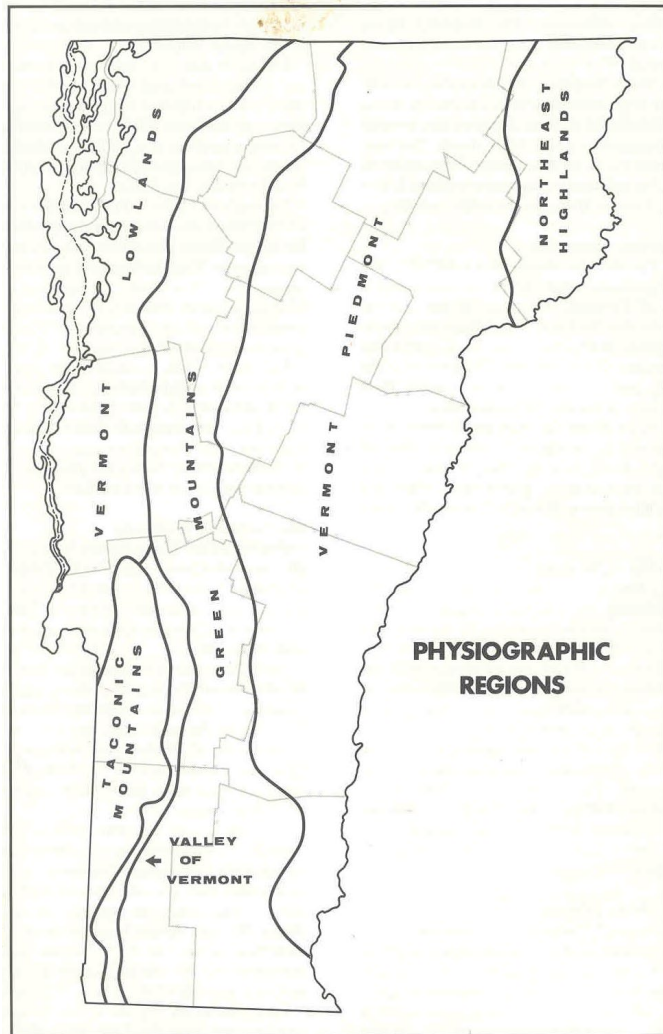 VERMONT LOWLANDS
GREEN MOUNTAINS
VERMONT PIEDMONT
NORTHEAST
HIGHLANDS
TACONIC
MOUNTAINS
VALLEY
OF
VERMONT
PHYSIOGRAPHIC
REGIONS